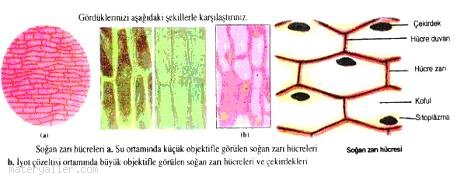 Gördüklerinizi aşağıdaki şekillerle karşılaştırınız.
Çekirdek
Hücre duvarı
Hücre zarı
Koful
Sitoplazma
(a)
(b)
Soğan zarı hücresi
Soğan zarı hücreleri a. Su ortamında küçük objektifle görülen soğan zarı hücreleri
b. İyot çözeltisi ortamında büyük objektifle görülen soğan zarı hücreleri ve çekirdekleri
materyaller.com